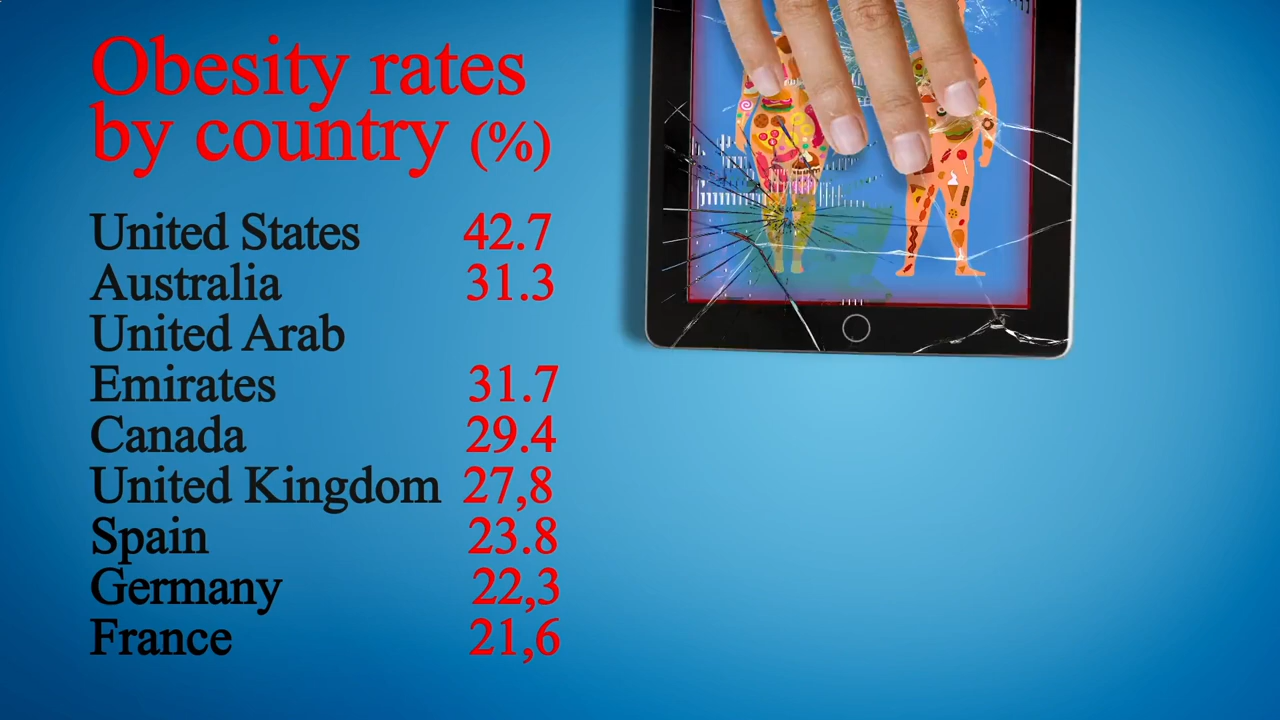 Obesity rates
by country (%)
United States 42.7
Australia 31.3
United Arab
Emirates 31.7
Canada 29.4
United Kingdom 27,8
Spain 23.8
Germany 22,3
France 21,6